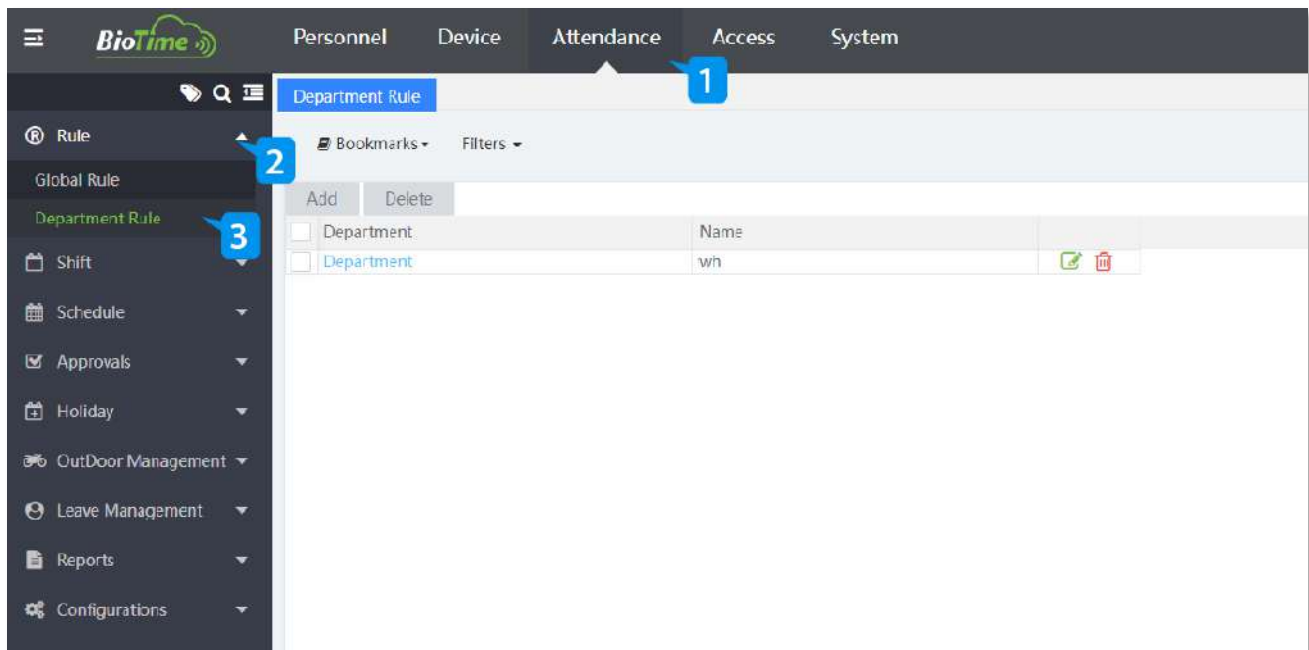 BioTime
Personnel Device Attendance Access System
1
Department Rule
Rule
2
Bookmarks Filters
Global Rule
Add Delete
Department Rule
3
Department Name
Shift
Department wh
Schedule
Approvals
Holiday
OutDoor Management
Leave Management
Reports
Configurations